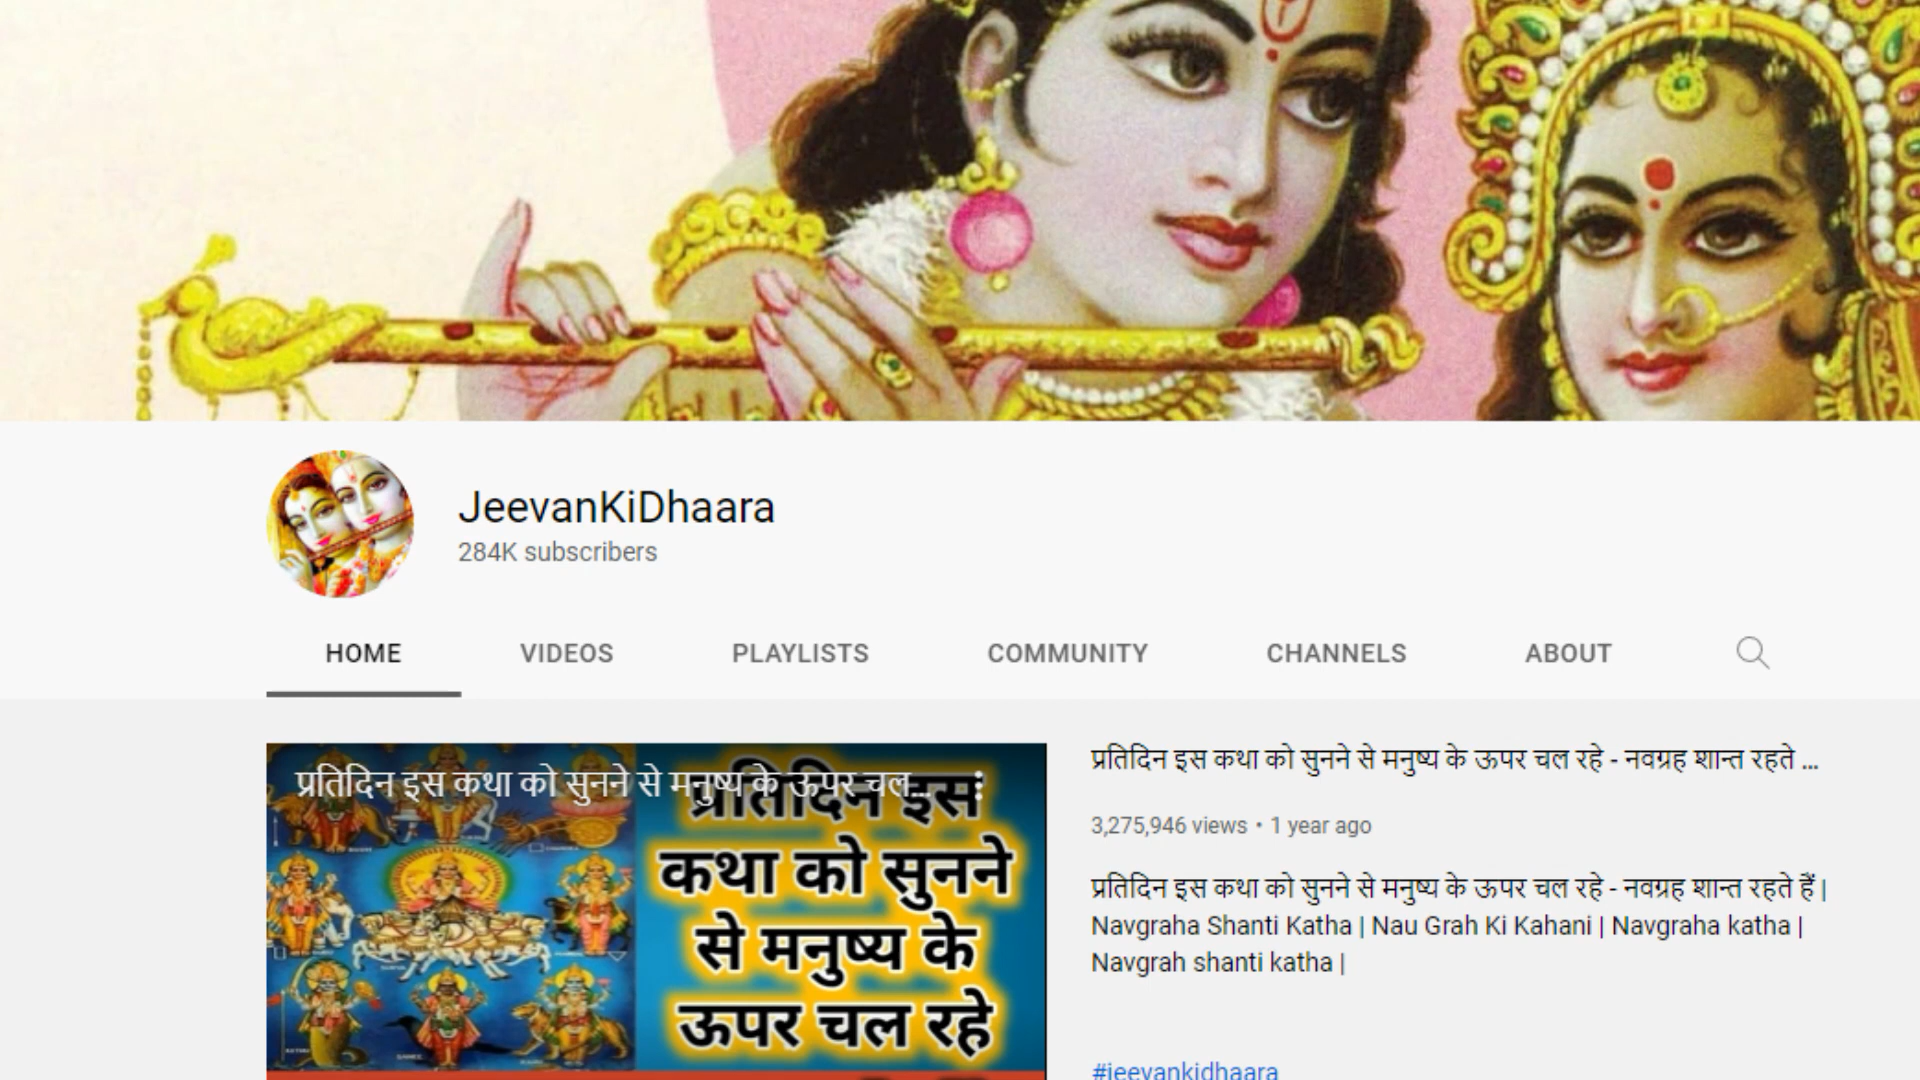 JeevanKiDhaara
284K subscribers
HOME VIDEOS PLAYLISTS COMMUNITY CHANNELS ABOUT
प्रतिदिन इस कथा को सुनने से मनुष्य के ऊपर चल...
प्रतिदिन इस
कथा को सुनने
से मनुष्य के
ऊपर चल रहे
प्रतिदिन इस कथा को सुनने से मनुष्य के ऊपर चल रहे - नवग्रह शान्त रहते ...
3,275,946 views • 1 year ago
प्रतिदिन इस कथा को सुनने से मनुष्य के ऊपर चल रहे - नवग्रह शान्त रहते हैं |
Navgraha Shanti Katha | Nau Grah Ki Kahani | Navgraha katha |
Navgrah shanti katha |
#jeevankidhaara